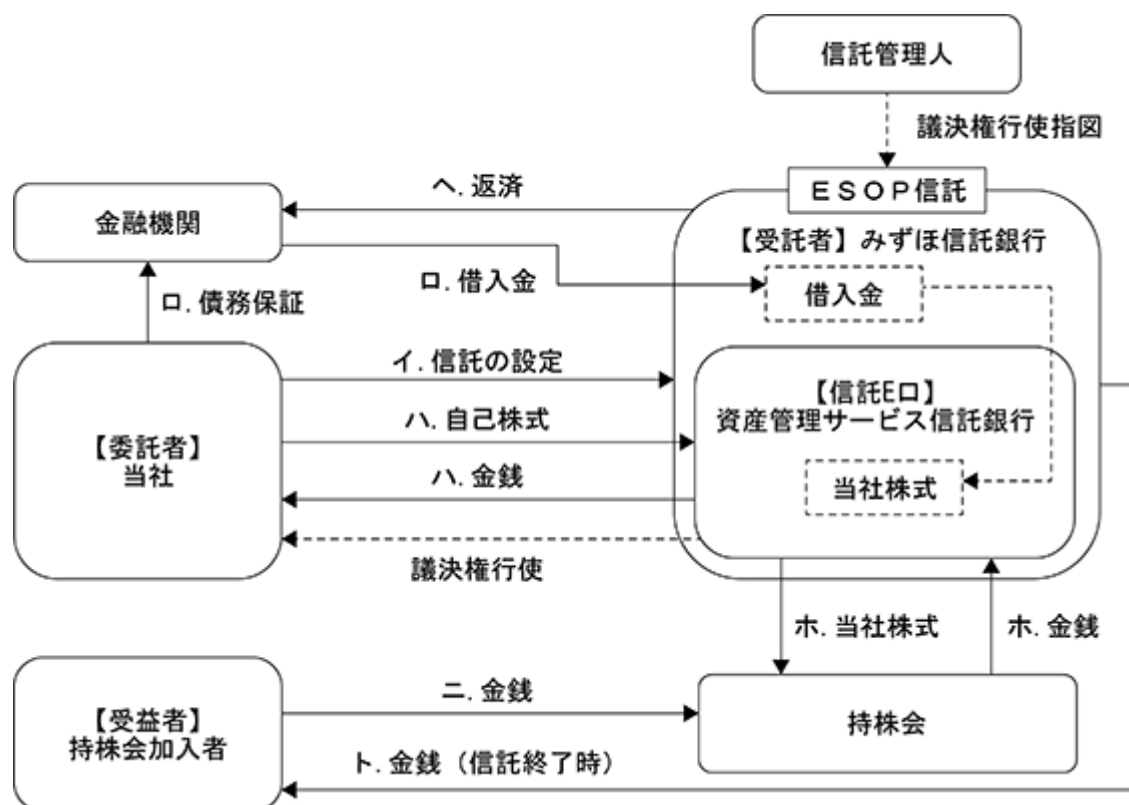 信託管理人
議決権行使指図
ESOP信託
ヘ. 返済
金融機関
【受託者】みずほ信託銀行
ロ. 借入金
借入金
ロ. 債務保証
イ. 信託の設定
【信託E口】
資産管理サービス信託銀行
ハ. 自己株式
【委託者】
当社
ハ. 金銭
当社株式
議決権行使
ホ. 当社株式
ホ. 金銭
ニ. 金銭
【受益者】
持株会加入者
持株会
ト. 金銭（信託終了時）